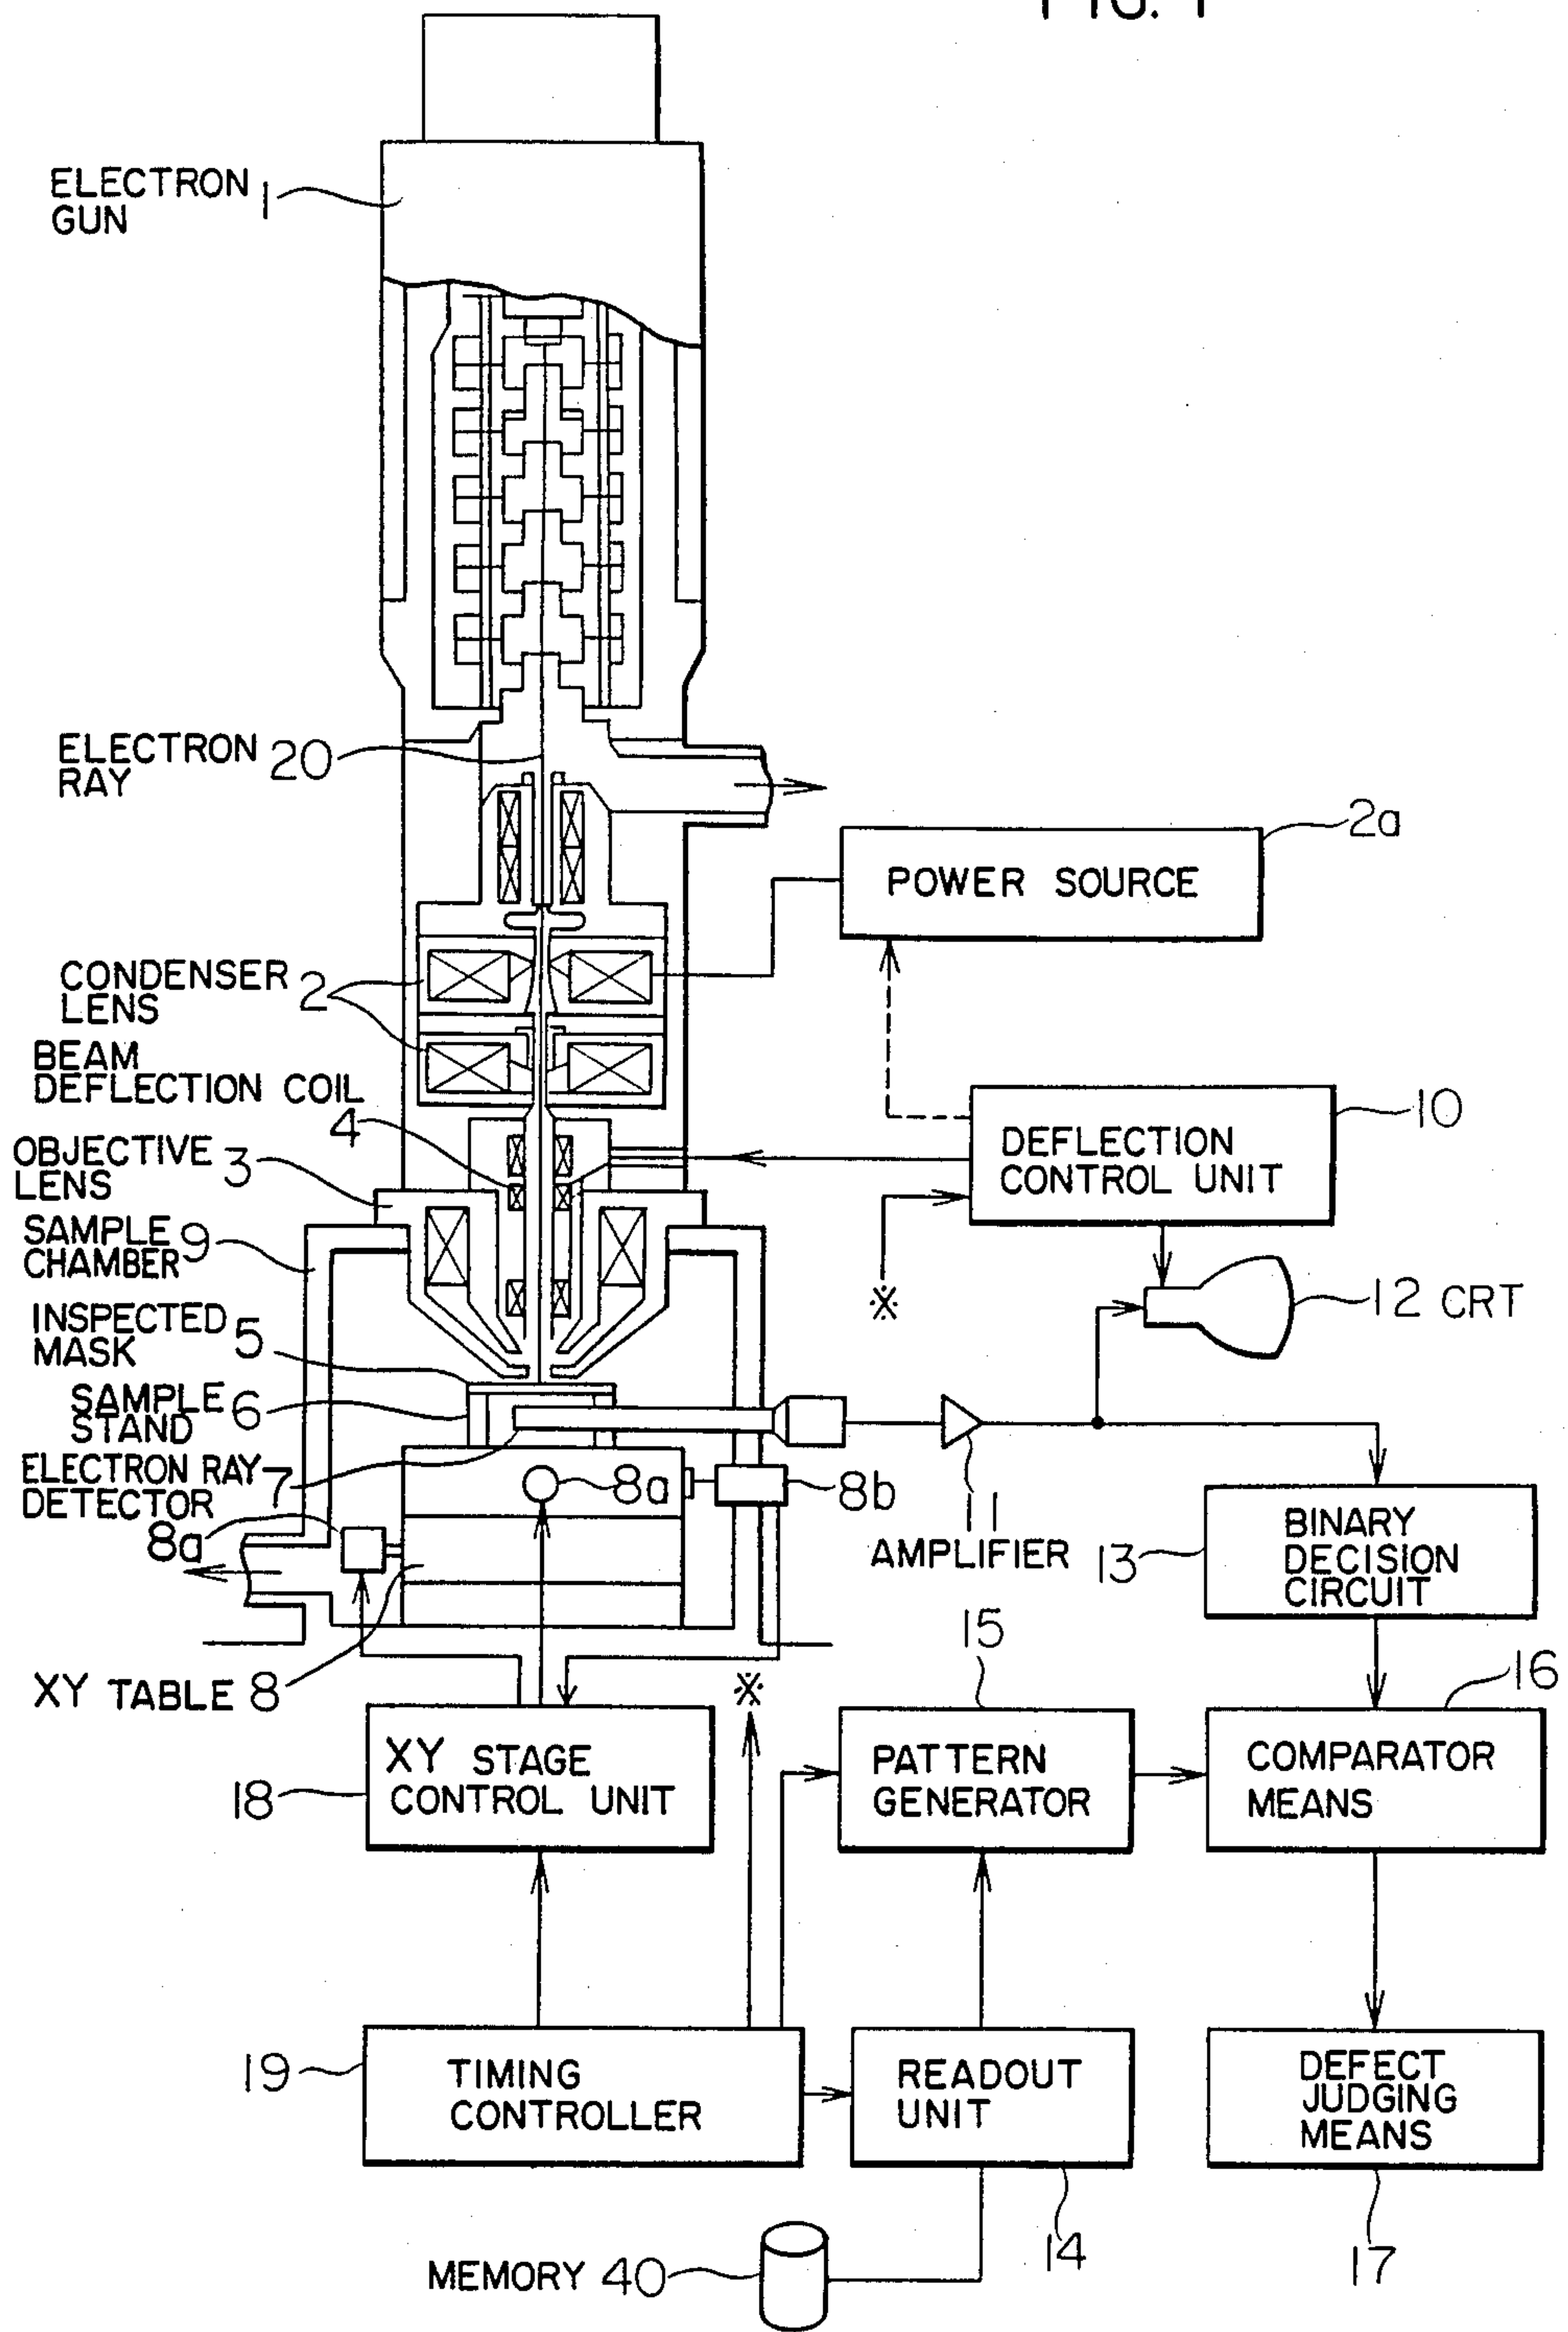 FIG. 1
ELECTRON
GUN
1
ELECTRON
RAY
20
2a
POWER SOURCE
CONDENSER
LENS
2
BEAM
DEFLECTION COIL
4
10
DEFLECTION
CONTROL UNIT
OBJECTIVE
LENS
3
SAMPLE
CHAMBER
9
※
12 CRT
INSPECTED
MASK
5
SAMPLE
STAND
6
ELECTRON RAY
DETECTOR
7
8a
8b
11
AMPLIFIER
8a
13
BINARY
DECISION
CIRCUIT
XY TABLE 8
※
15
16
XY STAGE
CONTROL UNIT
18
PATTERN
GENERATOR
COMPARATOR
MEANS
19
TIMING
CONTROLLER
READOUT
UNIT
DEFECT
JUDGING
MEANS
14
17
MEMORY 40